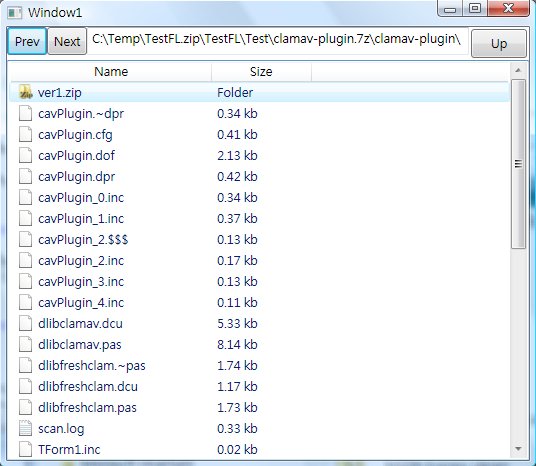 Window1
Prev Next C:\Temp\TestFL.zip\TestFL\Test\clamav-plugin.7z\clamav-plugin\ Up
Name Size
ver1.zip Folder
cavPlugin.~dpr 0.34 kb
cavPlugin.cfg 0.41 kb
cavPlugin.dof 2.13 kb
cavPlugin.dpr 0.42 kb
cavPlugin_0.inc 0.34 kb
cavPlugin_1.inc 0.37 kb
cavPlugin_2.$$$ 0.13 kb
cavPlugin_2.inc 0.17 kb
cavPlugin_3.inc 0.13 kb
cavPlugin_4.inc 0.11 kb
dlibclamav.dcu 5.33 kb
dlibclamav.pas 8.14 kb
dlibfreshclam.~pas 1.74 kb
dlibfreshclam.dcu 1.17 kb
dlibfreshclam.pas 1.73 kb
scan.log 0.33 kb
TForm1.inc 0.02 kb